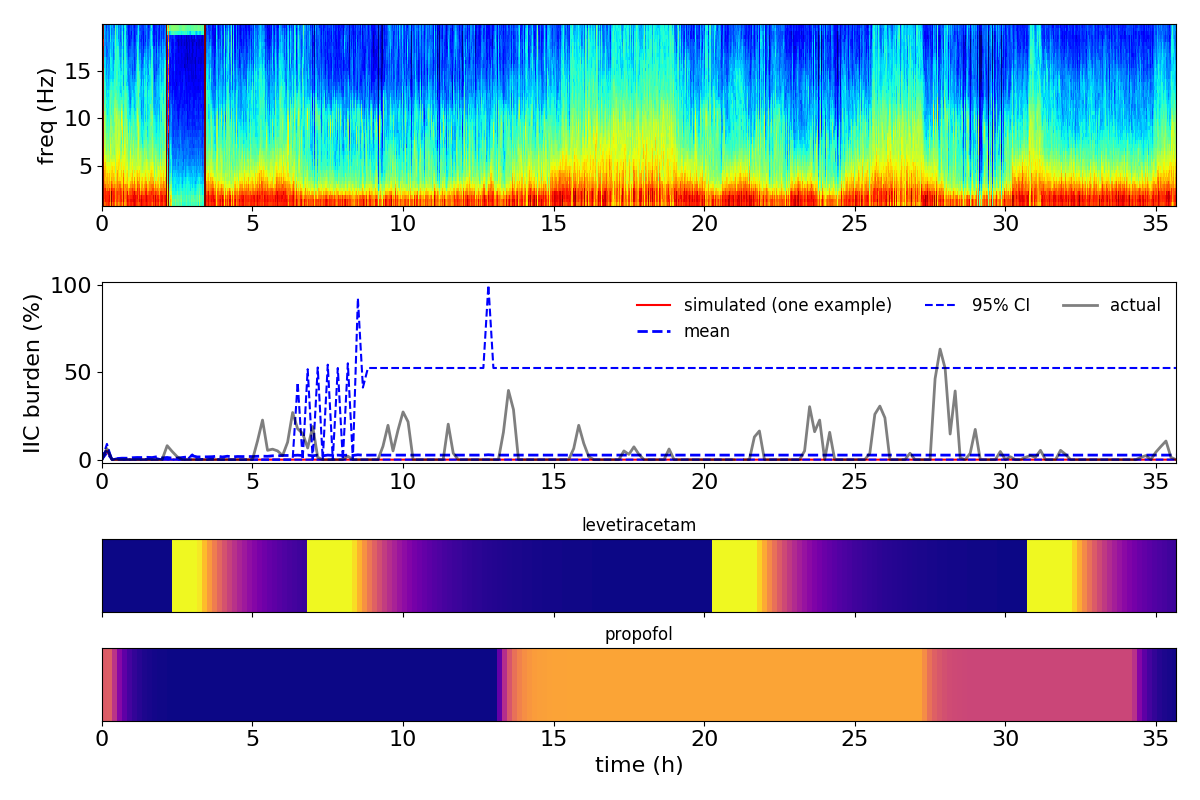 freq (Hz)
15
10
5
0 5 10 15 20 25 30 35
IIC burden (%)
100
50
0
simulated (one example)
mean
95% CI
actual
0 5 10 15 20 25 30 35
levetiracetam
propofol
0 5 10 15 20 25 30 35
time (h)